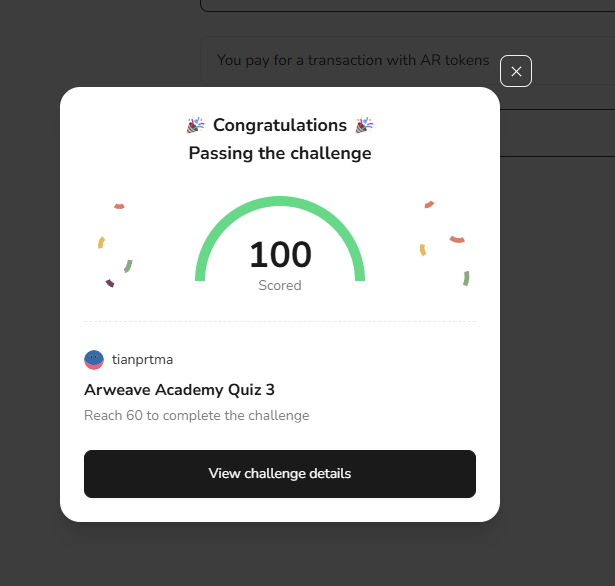 You pay for a transaction with AR tokens
🎉 Congratulations 🎉
Passing the challenge
100
Scored
tianprtma
Arweave Academy Quiz 3
Reach 60 to complete the challenge
View challenge details